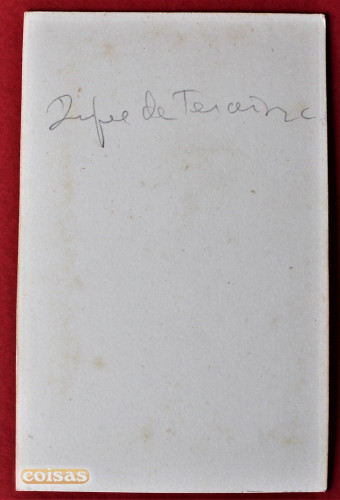 Duque de Terceira
coisas